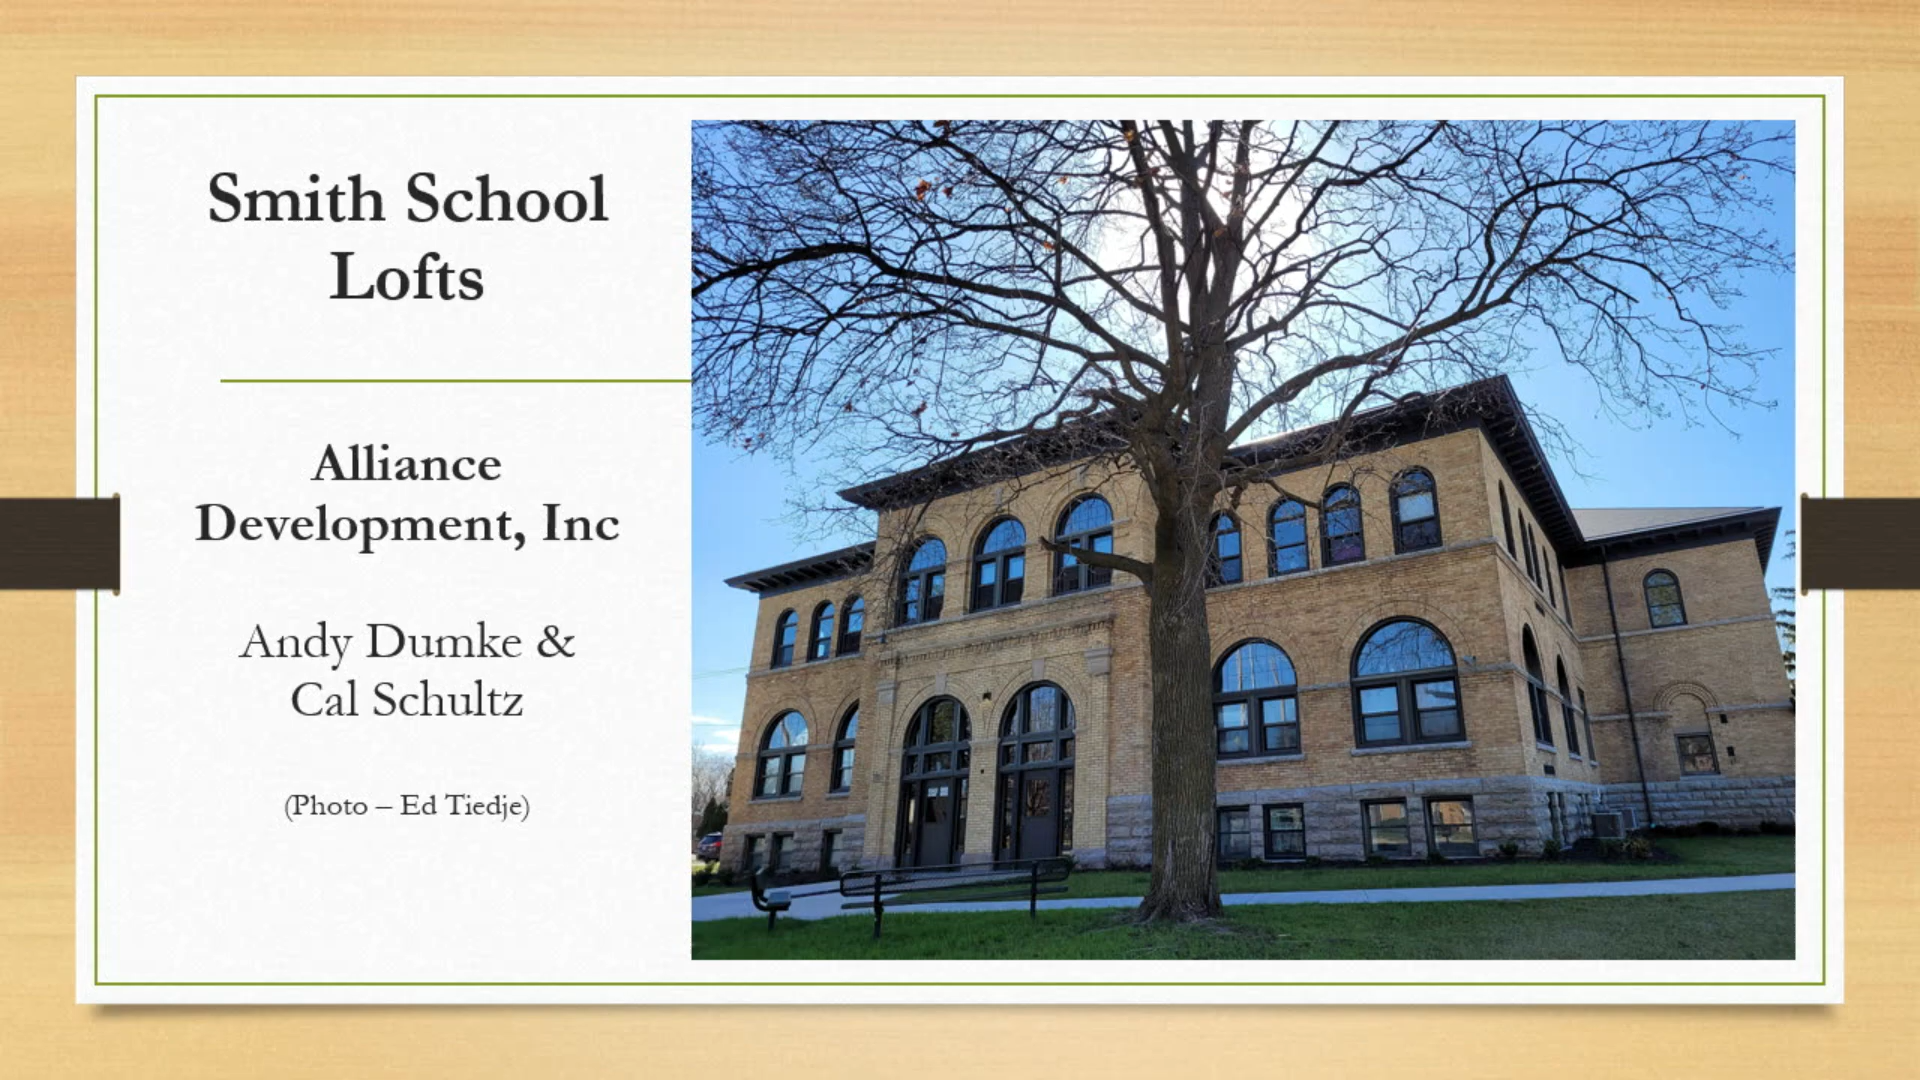 Smith School
Lofts
Alliance
Development, Inc
Andy Dumke &
Cal Schultz
(Photo – Ed Tiedje)